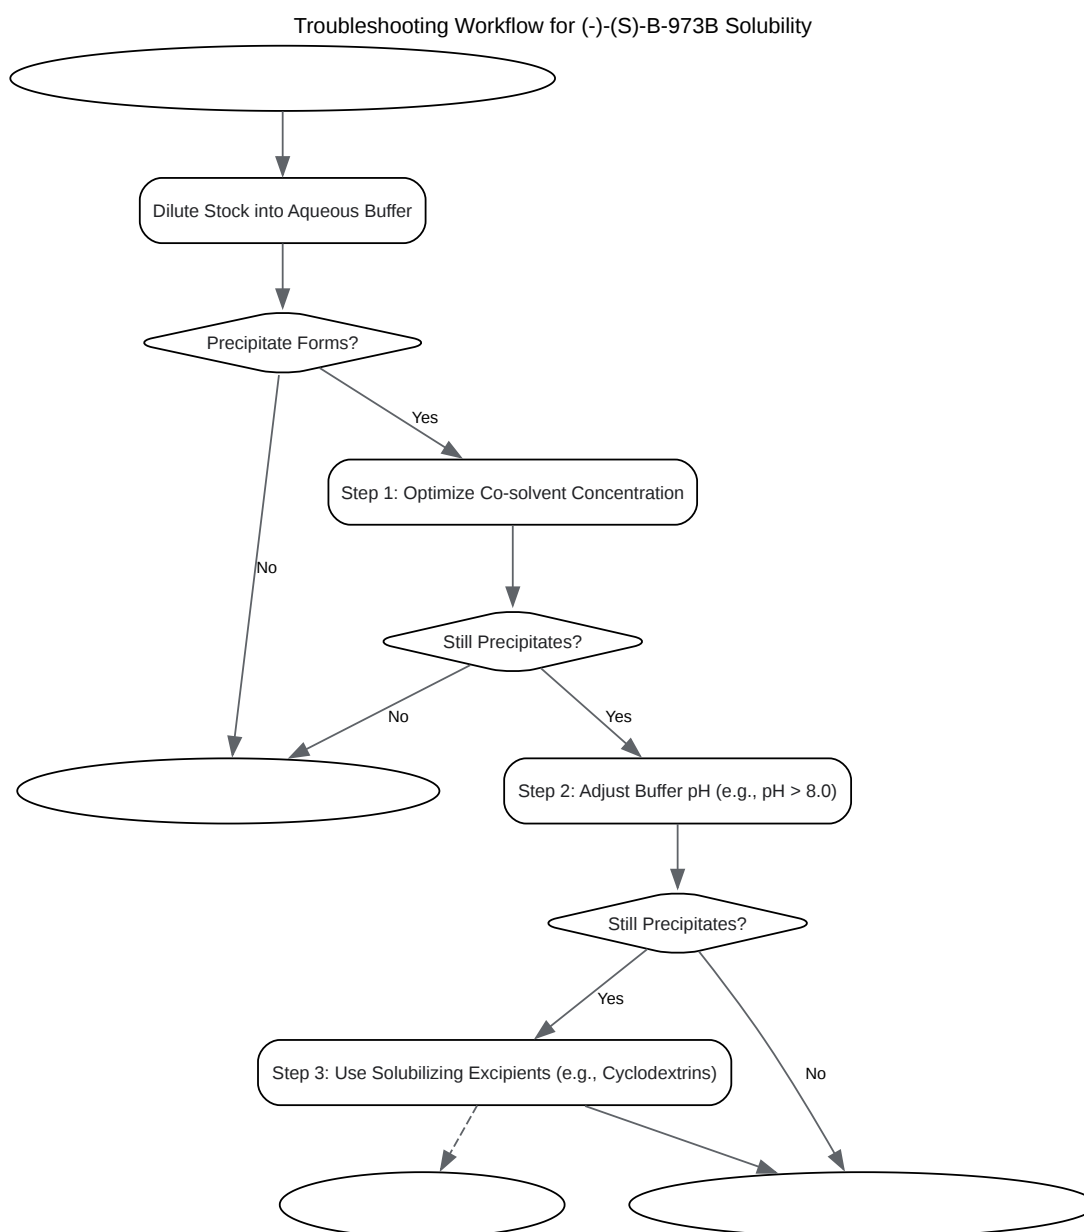 Troubleshooting Workflow for (-)-(S)-B-973B Solubility
Dilute Stock into Aqueous Buffer
Precipitate Forms?
Yes
Step 1: Optimize Co-solvent Concentration
No
Still Precipitates?
No
Yes
Step 2: Adjust Buffer pH (e.g., pH > 8.0)
Still Precipitates?
Yes
Step 3: Use Solubilizing Excipients (e.g., Cyclodextrins)
No